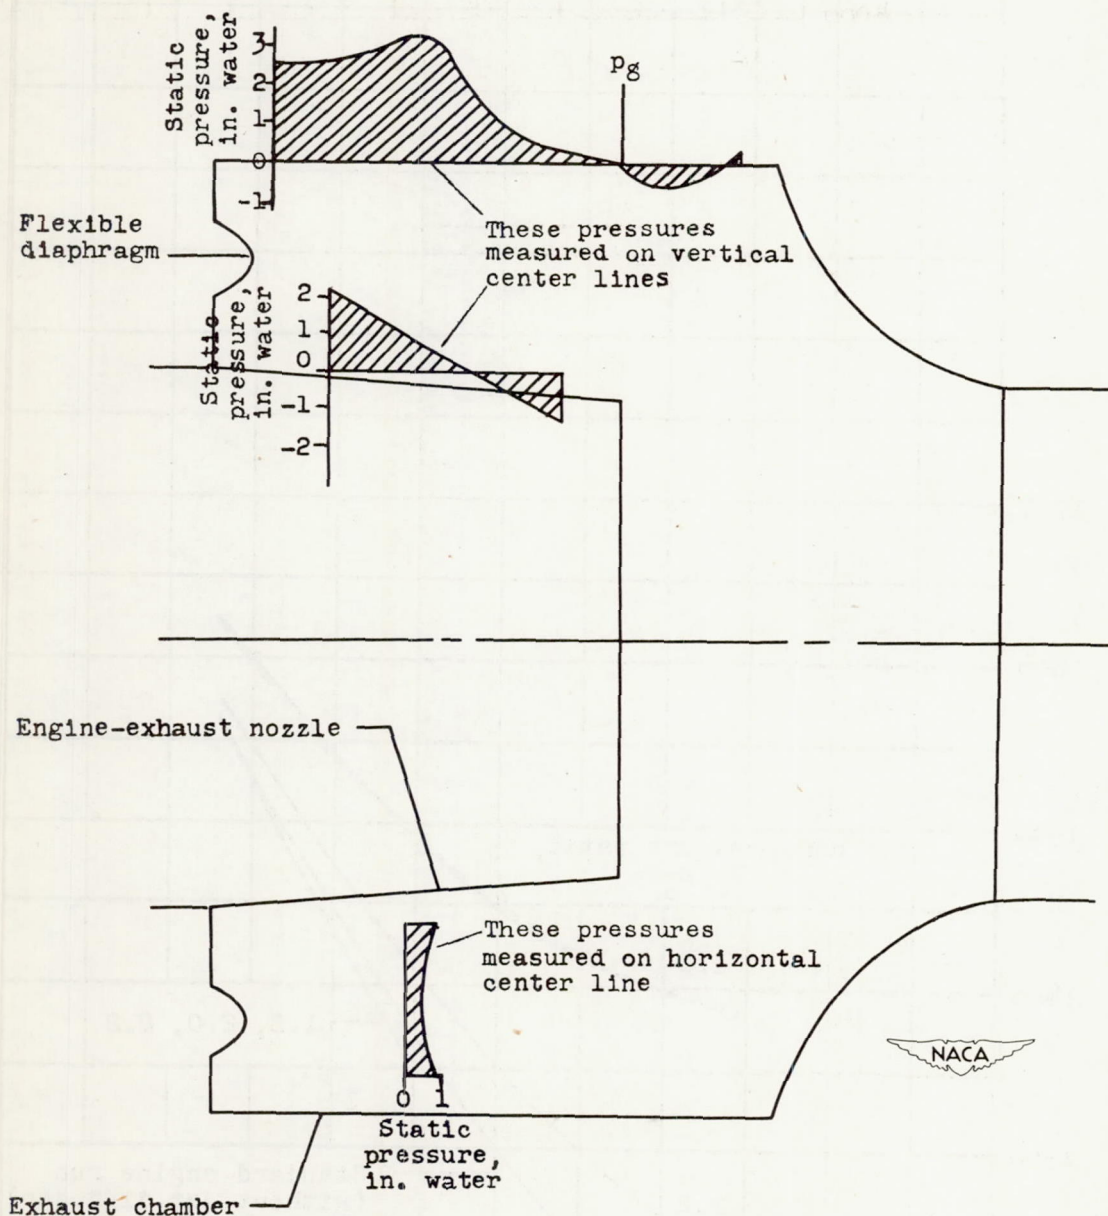 Static
pressure,
in. water
3
2
1
0
-1
pg
Flexible
diaphragm
These pressures
measured on vertical
center lines
Static
pressure,
in. water
2
1
0
-1
-2
Engine-exhaust nozzle
These pressures
measured on horizontal
center line
0 1
Static
pressure,
in. water
NACA
Exhaust chamber